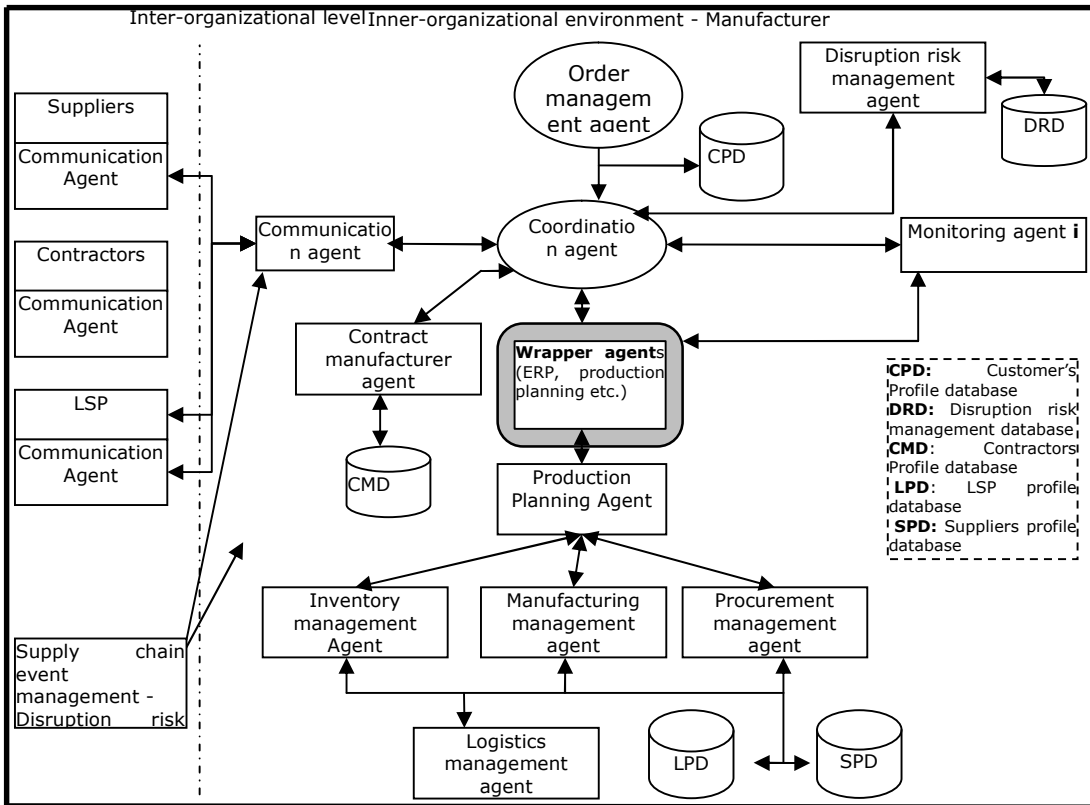 Inter-organizational level
Inner-organizational environment - Manufacturer
Order
managem
ent agent
Disruption risk
management
agent
DRD
CPD
Suppliers
Communication
Agent
Contractors
Communication
Agent
LSP
Communication
Agent
Communicatio
n agent
Coordinatio
n agent
Monitoring agent i
Contract
manufacturer
agent
CMD
Wrapper agents
(ERP, production
planning etc.)
Production
Planning Agent
CPD: Customer's
Profile database
DRD: Disruption risk
management database
CMD: Contractors
Profile database
LPD: LSP profile
database
SPD: Suppliers profile
database
Inventory
management
Agent
Manufacturing
management
agent
Procurement
management
agent
Supply chain
event
management -
Disruption risk
Logistics
management
agent
LPD
SPD